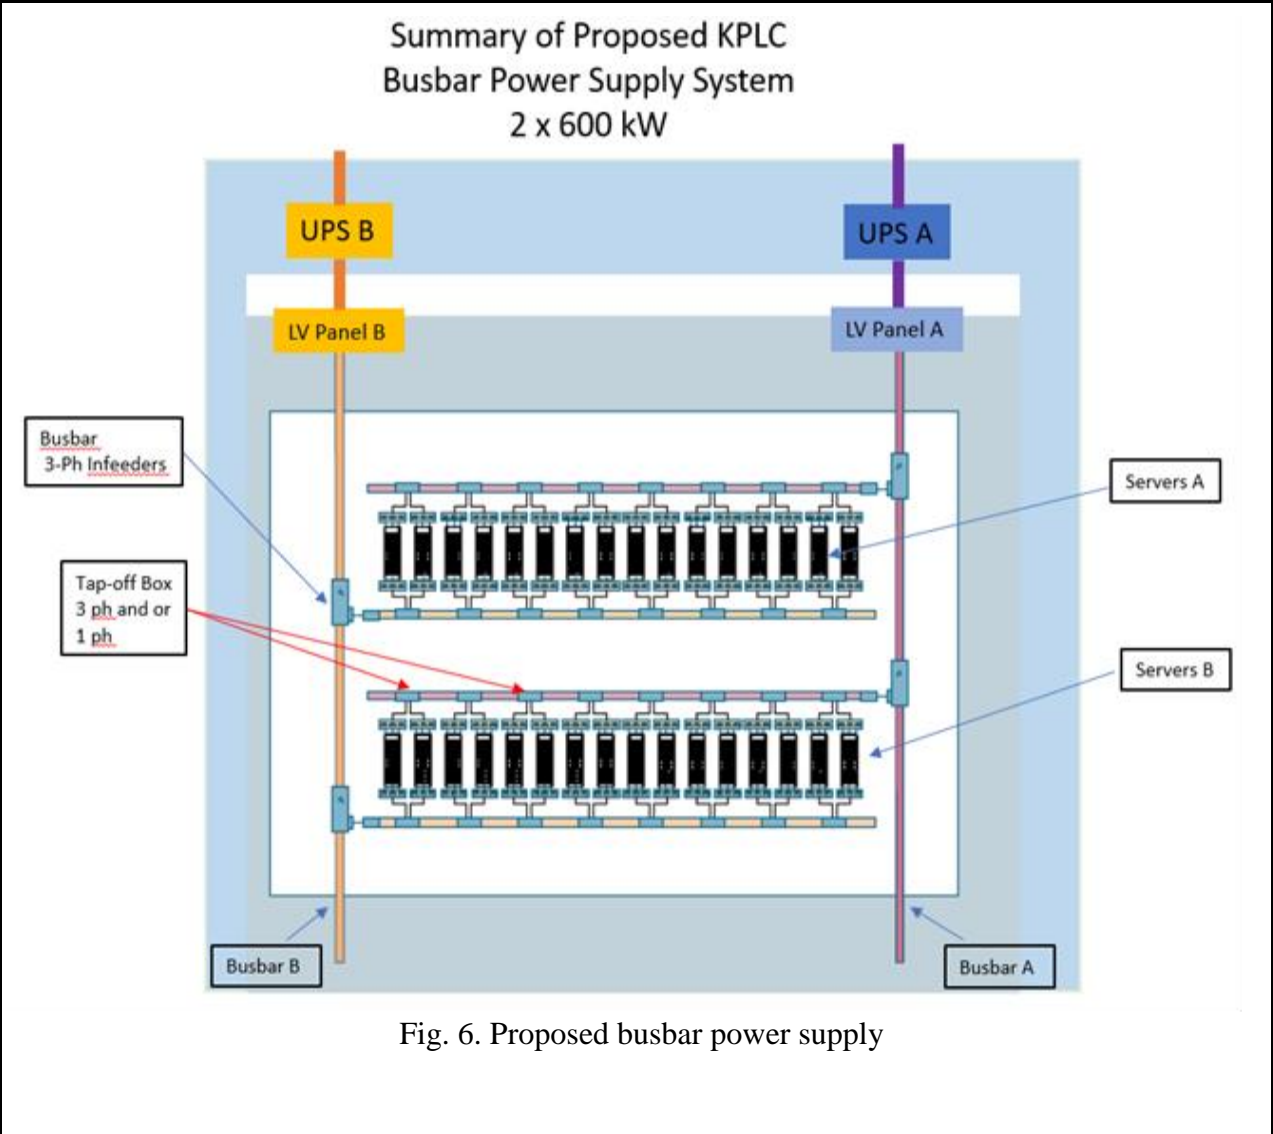 Summary of Proposed KPLC
Busbar Power Supply System
2 x 600 kW
UPS B
UPS A
LV Panel B
LV Panel A
Busbar
3-Ph Infeeders
Servers A
Tap-off Box
3 ph and or
1 ph
Servers B
Busbar B
Busbar A
Fig. 6. Proposed busbar power supply